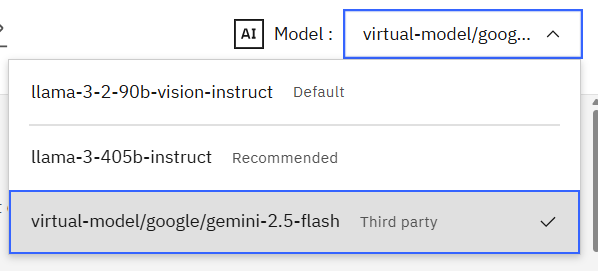 AI Model : virtual-model/goog...
llama-3-2-90b-vision-instruct Default
llama-3-405b-instruct Recommended
virtual-model/google/gemini-2.5-flash Third party